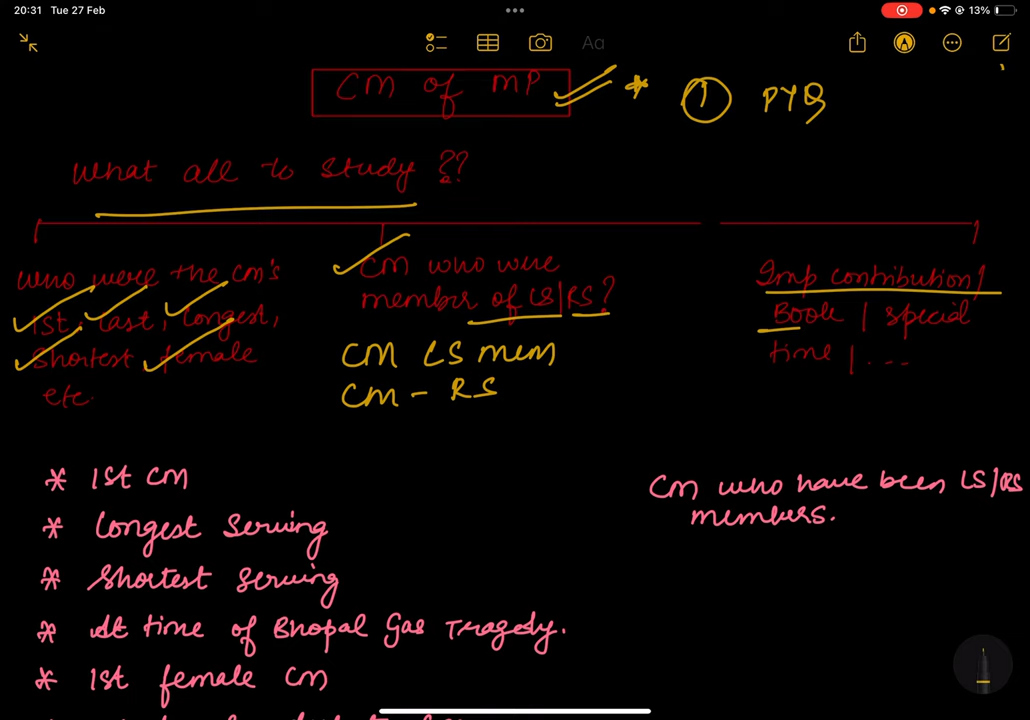 20:31 Tue 27 Feb
13%
Aa
CM of MP * ① PYQ
What all to study ??
Who were the CM's
1st, last, longest,
Shortest female
etc.
CM who were
member of LS/RS?
CM LS mem
CM - RS
Imp contribution/
Book / special
time / ...
* 1st CM
* Longest Serving
* Shortest Serving
* At time of Bhopal Gas Tragedy.
* 1st female CM
CM who have been LS/RS
members.